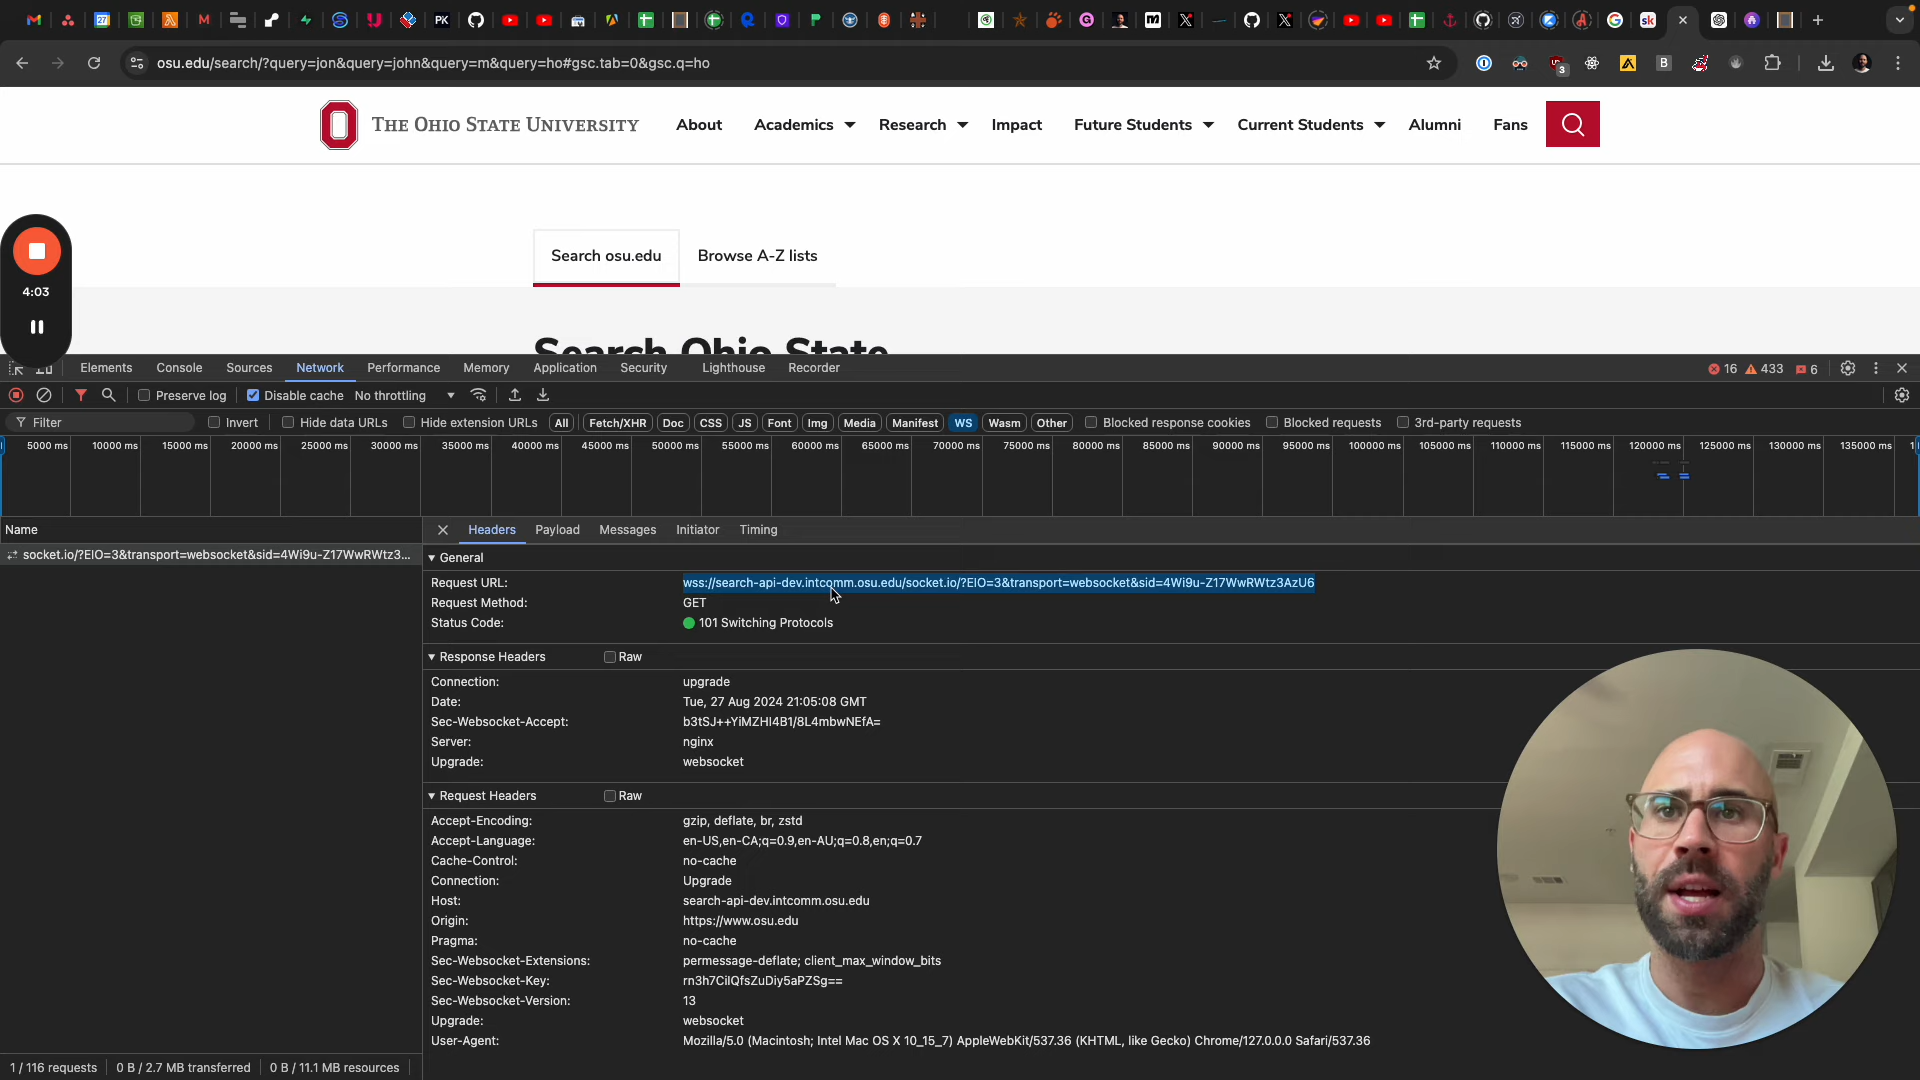 osu.edu/search/?query=jon&query=john&query=m&query=ho#gsc.tab=0&gsc.q=ho
THE OHIO STATE UNIVERSITY
About
Academics
Research
Impact
Future Students
Current Students
Alumni
Fans
Search osu.edu
Browse A-Z lists
4:03
Search Ohio State
Elements
Console
Sources
Network
Performance
Memory
Application
Security
Lighthouse
Recorder
16
433
6
Preserve log
Disable cache
No throttling
Filter
Invert
Hide data URLs
Hide extension URLs
All
Fetch/XHR
Doc
CSS
JS
Font
Img
Media
Manifest
WS
Wasm
Other
Blocked response cookies
Blocked requests
3rd-party requests
5000 ms
10000 ms
15000 ms
20000 ms
25000 ms
30000 ms
35000 ms
40000 ms
45000 ms
50000 ms
55000 ms
60000 ms
65000 ms
70000 ms
75000 ms
80000 ms
85000 ms
90000 ms
95000 ms
100000 ms
105000 ms
110000 ms
115000 ms
120000 ms
125000 ms
130000 ms
135000 ms
Name
Headers
Payload
Messages
Initiator
Timing
socket.io/?EIO=3&transport=websocket&sid=4Wi9u-Z17WwRWtz3...
General
Request URL: wss://search-api-dev.intcomm.osu.edu/socket.io/?EIO=3&transport=websocket&sid=4Wi9u-Z17WwRWtz3AzU6
Request Method: GET
Status Code: 101 Switching Protocols
Response Headers Raw
Connection: upgrade
Date: Tue, 27 Aug 2024 21:05:08 GMT
Sec-Websocket-Accept: b3tSJ++YiMZHI4B1/8L4mbwNEfA=
Server: nginx
Upgrade: websocket
Request Headers Raw
Accept-Encoding: gzip, deflate, br, zstd
Accept-Language: en-US,en-CA;q=0.9,en-AU;q=0.8,en;q=0.7
Cache-Control: no-cache
Connection: Upgrade
Host: search-api-dev.intcomm.osu.edu
Origin: https://www.osu.edu
Pragma: no-cache
Sec-Websocket-Extensions: permessage-deflate; client_max_window_bits
Sec-Websocket-Key: rn3h7CilQfsZuDiy5aPZSg==
Sec-Websocket-Version: 13
Upgrade: websocket
User-Agent: Mozilla/5.0 (Macintosh; Intel Mac OS X 10_15_7) AppleWebKit/537.36 (KHTML, like Gecko) Chrome/127.0.0.0 Safari/537.36
1 / 116 requests
0 B / 2.7 MB transferred
0 B / 11.1 MB resources